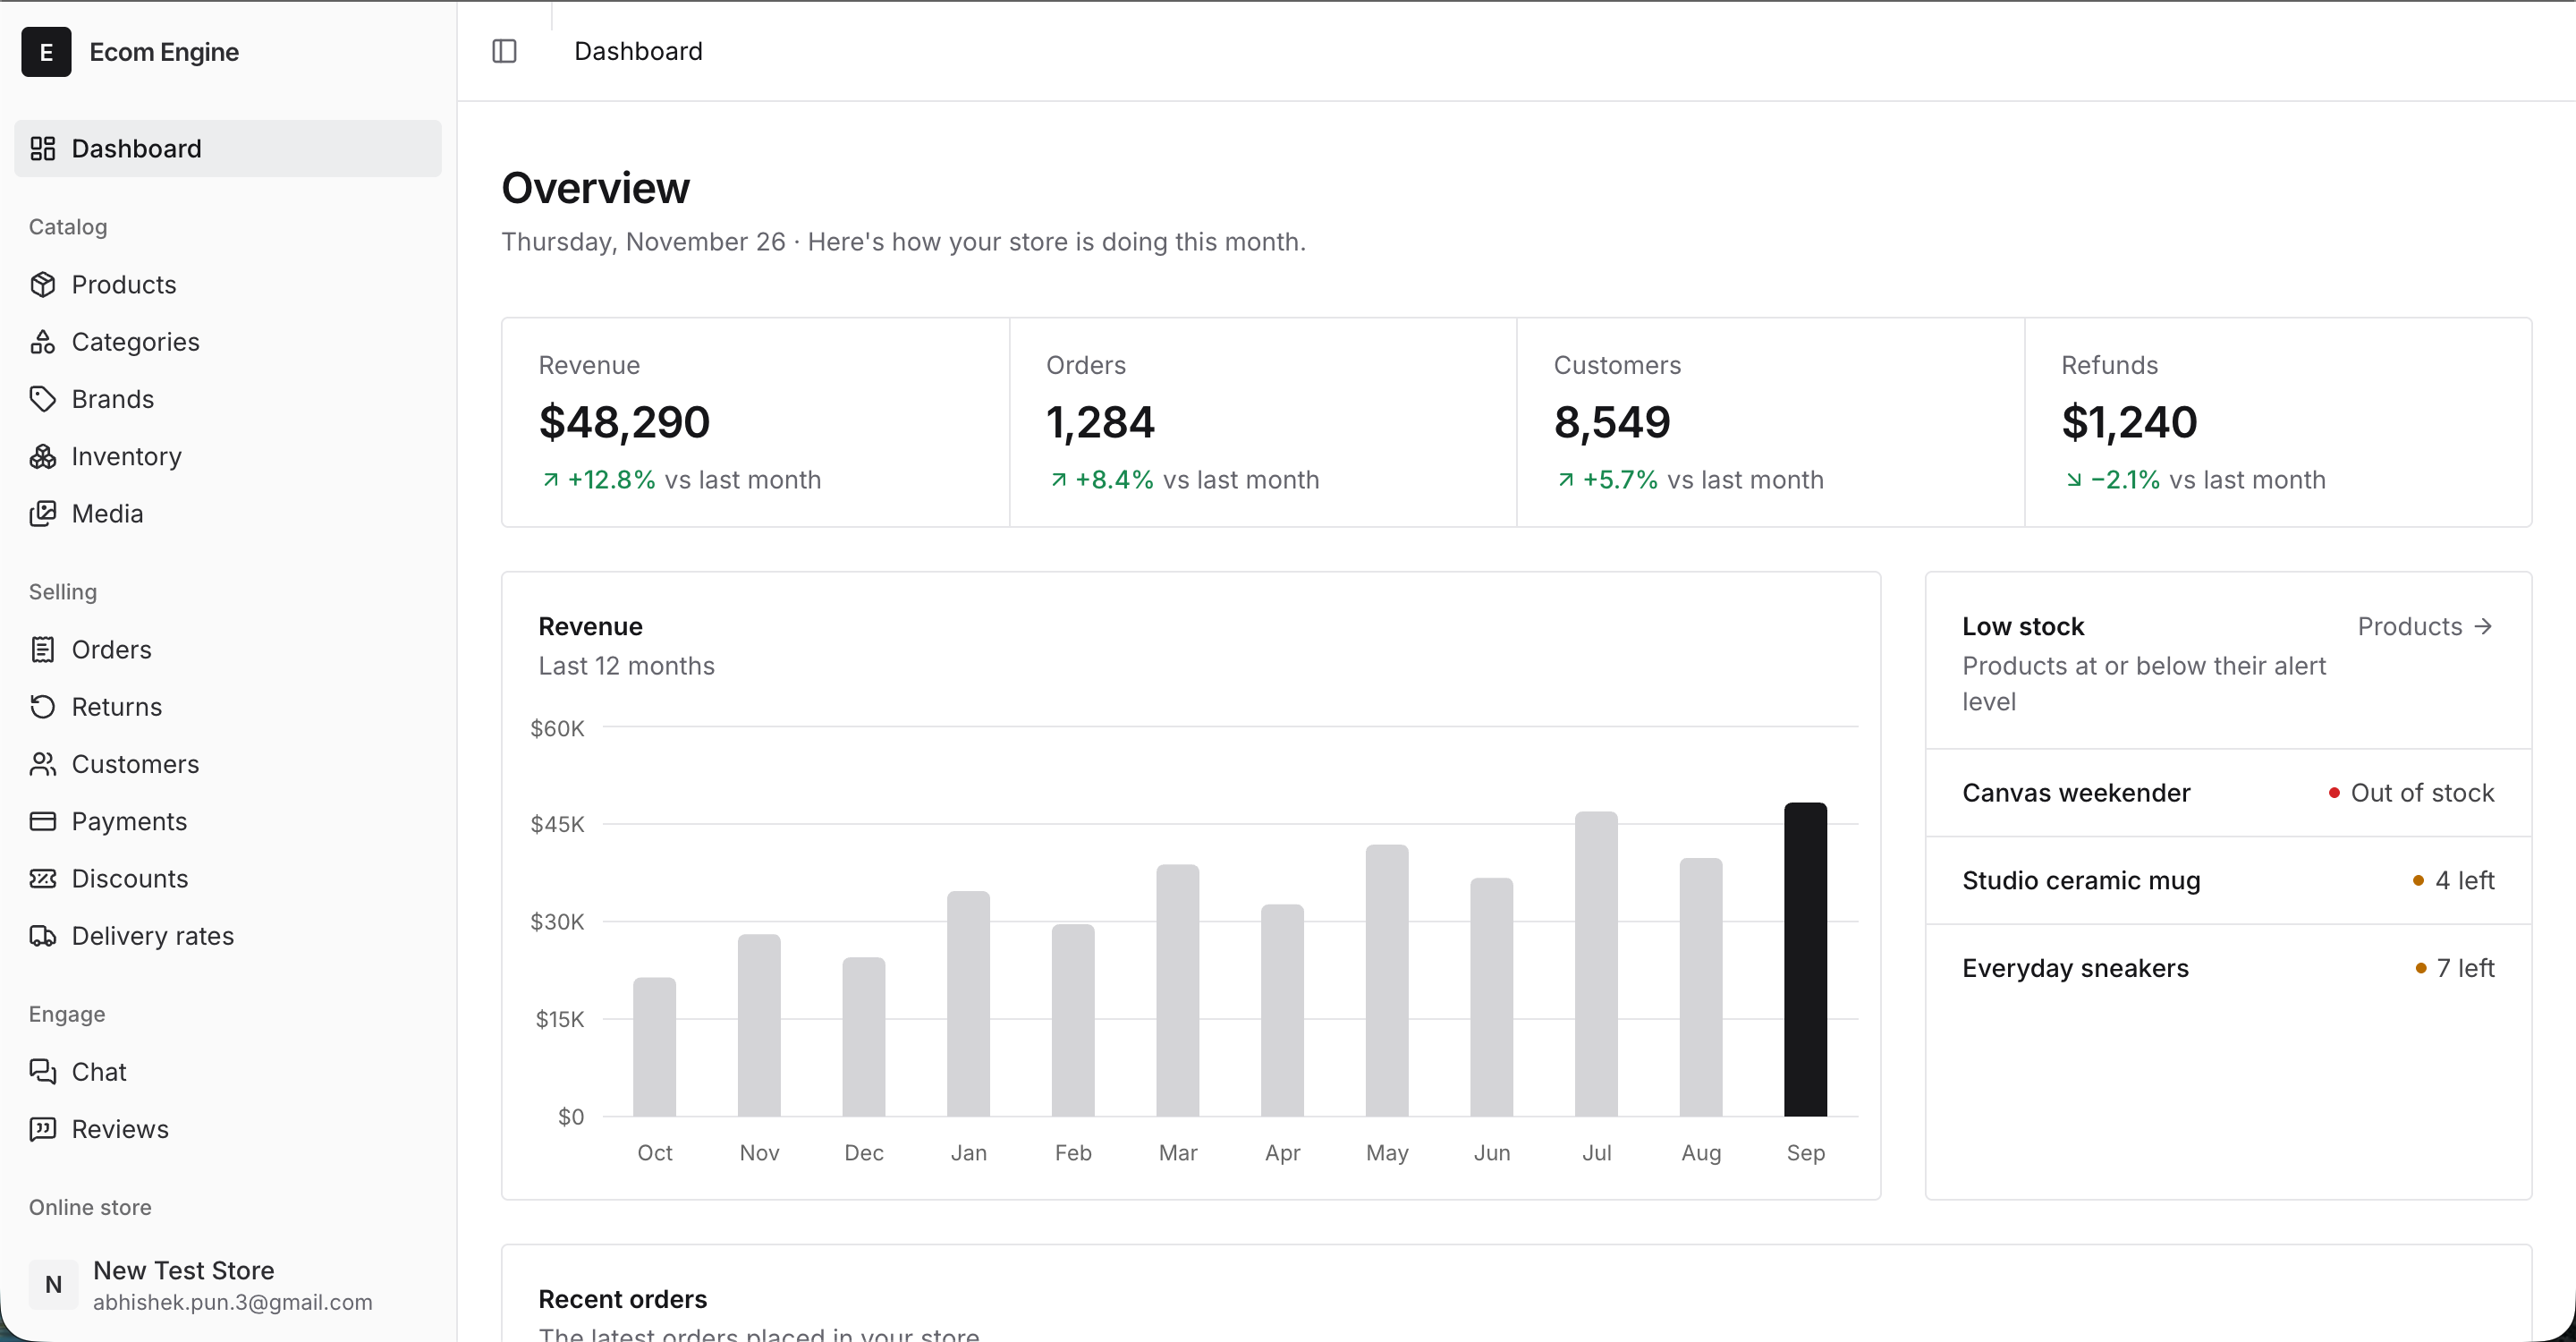 E Ecom Engine
Dashboard
Catalog
Products
Categories
Brands
Inventory
Media
Selling
Orders
Returns
Customers
Payments
Discounts
Delivery rates
Engage
Chat
Reviews
Online store
N
New Test Store
abhishek.pun.3@gmail.com
Dashboard
Overview
Thursday, November 26 · Here's how your store is doing this month.
Revenue
$48,290
+12.8% vs last month
Orders
1,284
+8.4% vs last month
Customers
8,549
+5.7% vs last month
Refunds
$1,240
−2.1% vs last month
Revenue
Last 12 months
$60K
$45K
$30K
$15K
$0
Oct Nov Dec Jan Feb Mar Apr May Jun Jul Aug Sep
Low stock
Products →
Products at or below their alert
level
Canvas weekender Out of stock
Studio ceramic mug 4 left
Everyday sneakers 7 left
Recent orders
The latest orders placed in your store